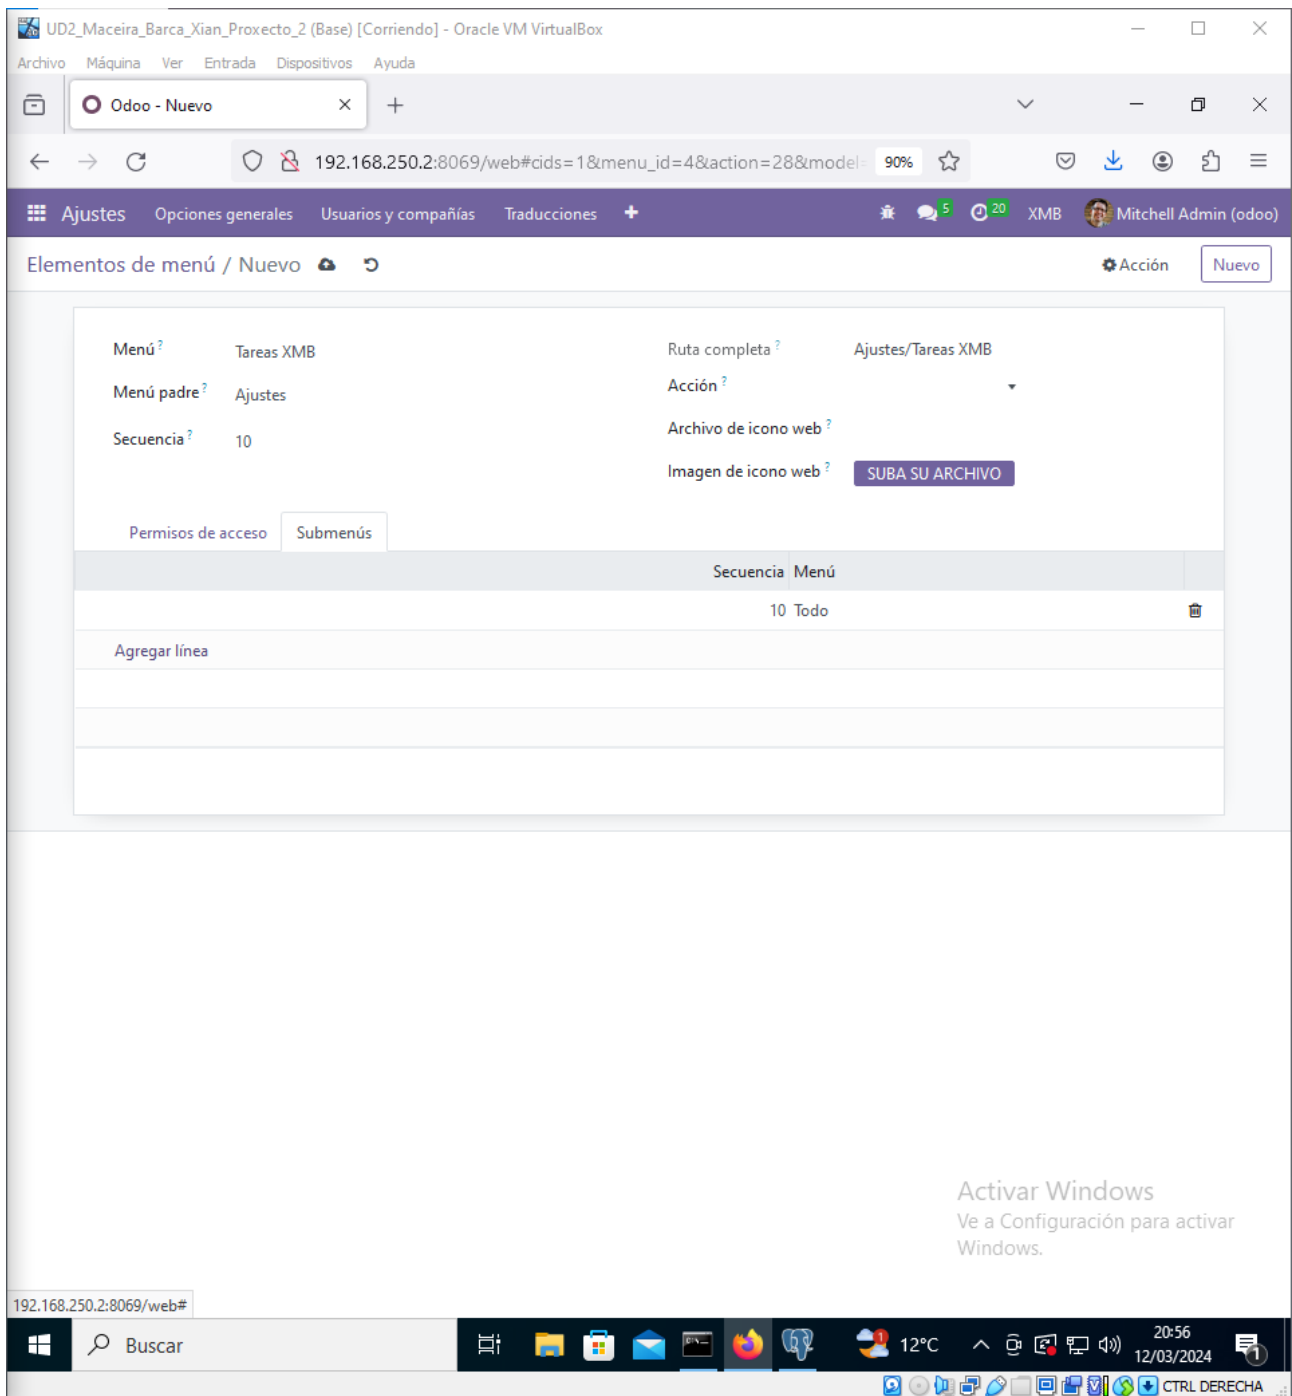 UD2_Maceira_Barca_Xian_Proxecto_2 (Base) [Corriendo] - Oracle VM VirtualBox
Archivo Máquina Ver Entrada Dispositivos Ayuda
Odoo - Nuevo
192.168.250.2:8069/web#cids=1&menu_id=4&action=28&model= 90%
Ajustes Opciones generales Usuarios y compañías Traducciones + 5 20 XMB Mitchell Admin (odoo)
Elementos de menú / Nuevo Acción Nuevo
Menú ? Tareas XMB Ruta completa ? Ajustes/Tareas XMB
Menú padre ? Ajustes Acción ?
Secuencia ? 10 Archivo de icono web ?
Imagen de icono web ? SUBA SU ARCHIVO
Permisos de acceso Submenús
Secuencia Menú
10 Todo
Agregar línea
Activar Windows
Ve a Configuración para activar
Windows.
192.168.250.2:8069/web#
Buscar 1 12°C 20:56
12/03/2024 1
CTRL DERECHA